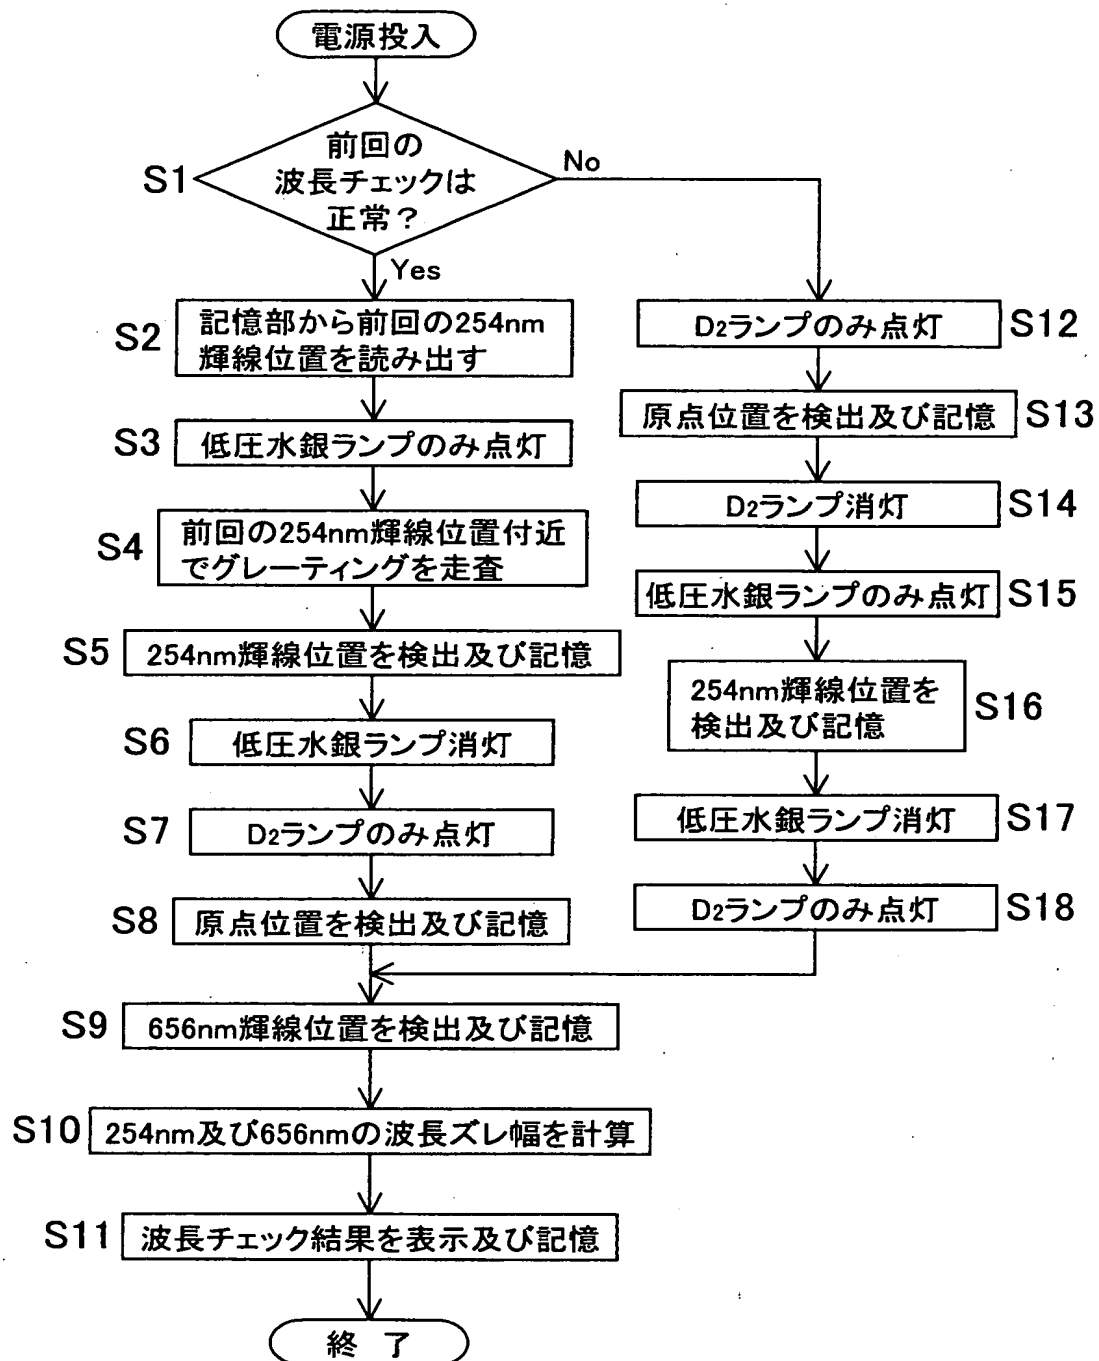 電源投入
S1
前回の
波長チェックは
正常?
No
Yes
S2
記憶部から前回の254nm
輝線位置を読み出す
S3
低圧水銀ランプのみ点灯
S4
前回の254nm輝線位置付近
でグレーティングを走査
S5
254nm輝線位置を検出及び記憶
S6
低圧水銀ランプ消灯
S7
D2ランプのみ点灯
S8
原点位置を検出及び記憶
D2ランプのみ点灯
S12
原点位置を検出及び記憶
S13
D2ランプ消灯
S14
低圧水銀ランプのみ点灯
S15
254nm輝線位置を
検出及び記憶
S16
低圧水銀ランプ消灯
S17
D2ランプのみ点灯
S18
S9
656nm輝線位置を検出及び記憶
S10
254nm及び656nmの波長ズレ幅を計算
S11
波長チェック結果を表示及び記憶
終 了